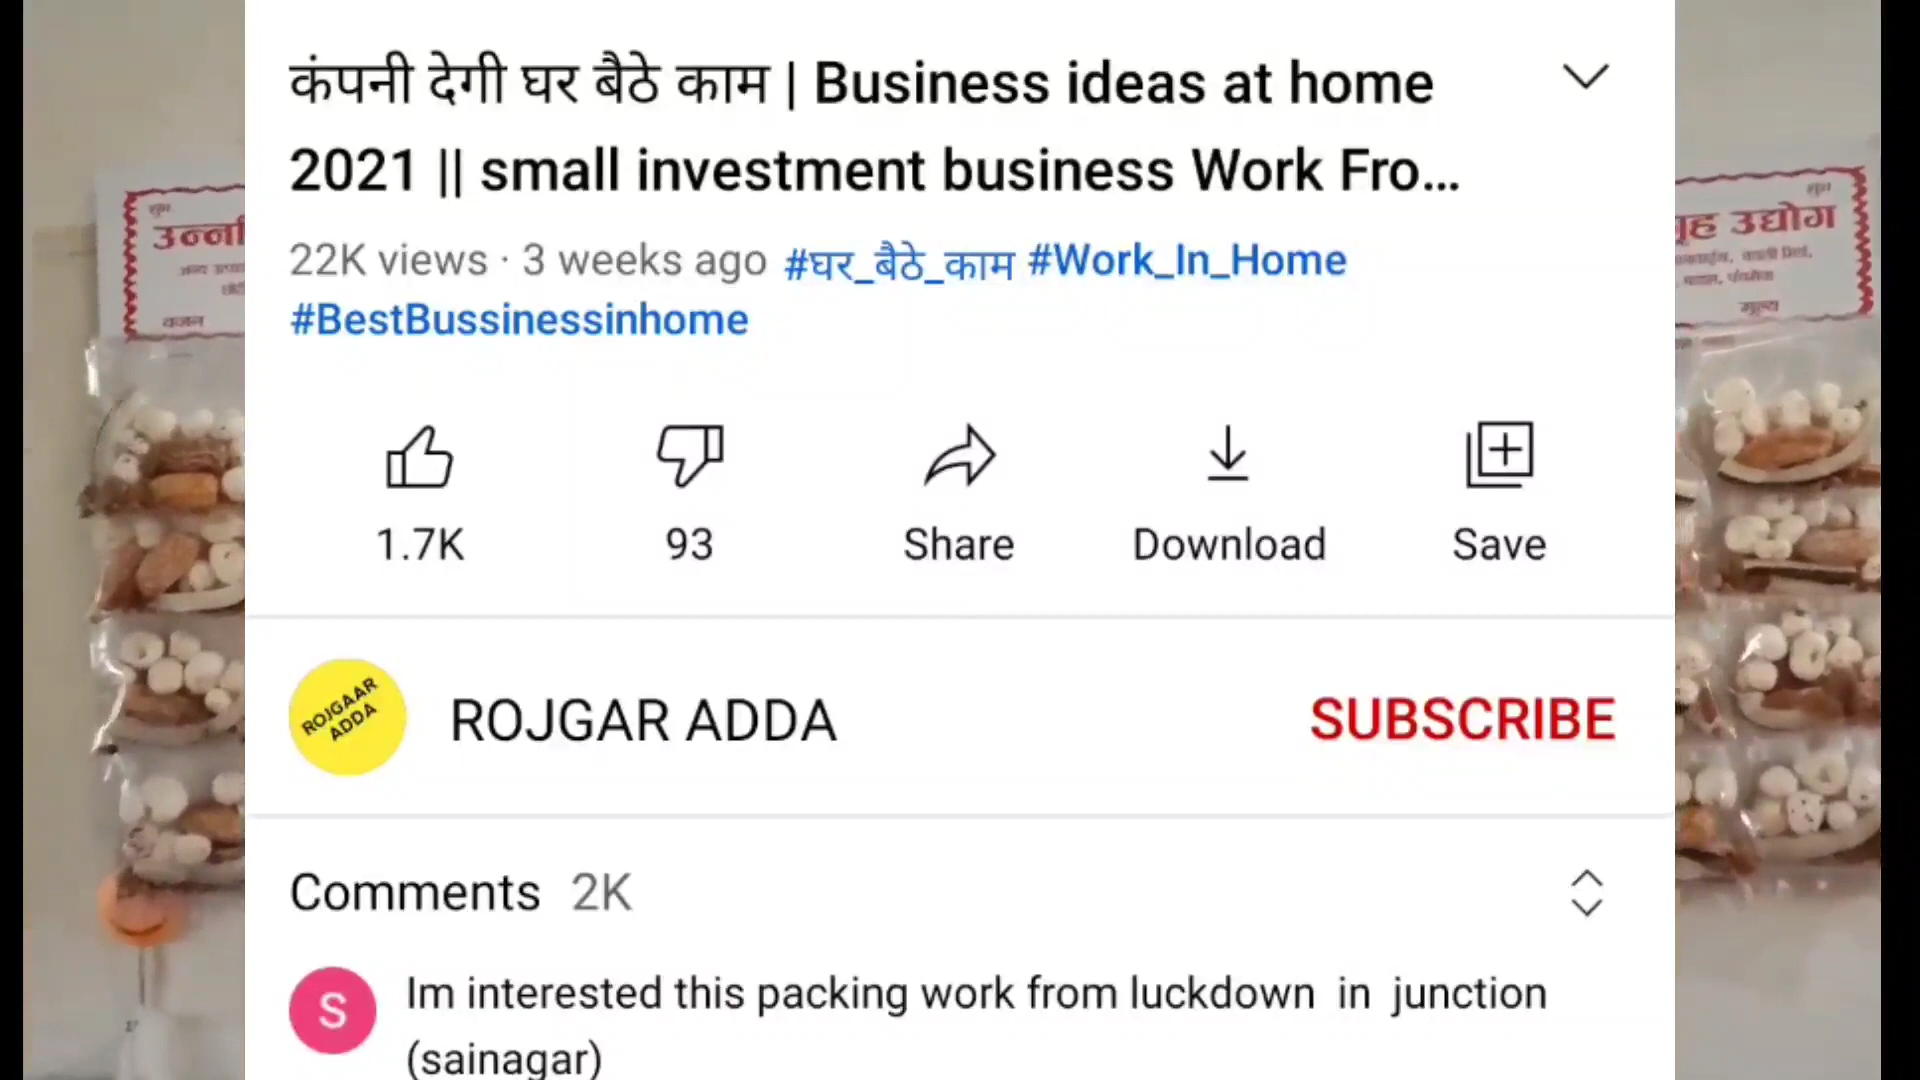 कंपनी देगी घर बैठे काम | Business ideas at home
2021 || small investment business Work Fro...
22K views · 3 weeks ago #घर_बैठे_काम #Work_In_Home
#BestBussinessinhome
1.7K 93 Share Download Save
ROJGAAR
ADDA
ROJGAR ADDA SUBSCRIBE
Comments 2K
S
Im interested this packing work from luckdown in junction
(sainagar)
शुभ
वजन
शुभ
उद्योग
मूल्य